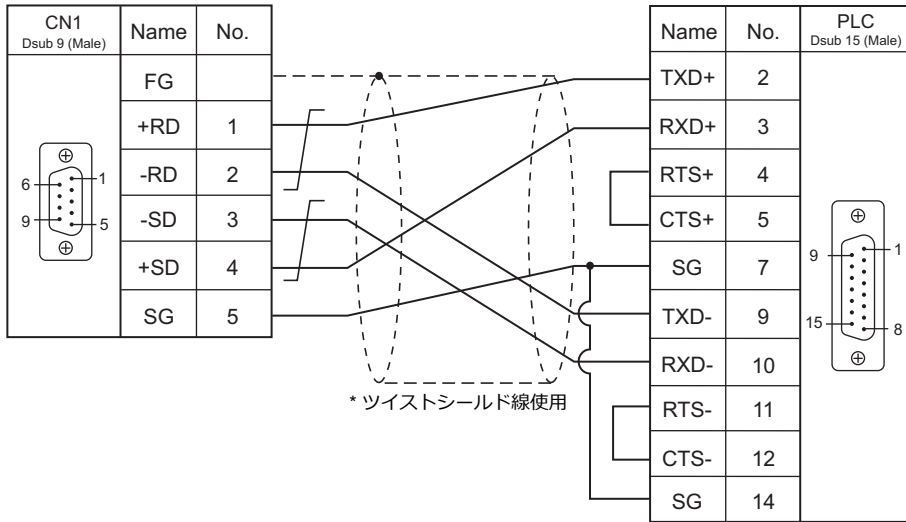 CN1
Dsub 9 (Male)
Name No.
FG
+RD 1
-RD 2
-SD 3
+SD 4
SG 5
6 1
9 5
* ツイストシールド線使用
Name No.
PLC
Dsub 15 (Male)
TXD+ 2
RXD+ 3
RTS+ 4
CTS+ 5
SG 7
TXD- 9
RXD- 10
RTS- 11
CTS- 12
SG 14
9 1
15 8